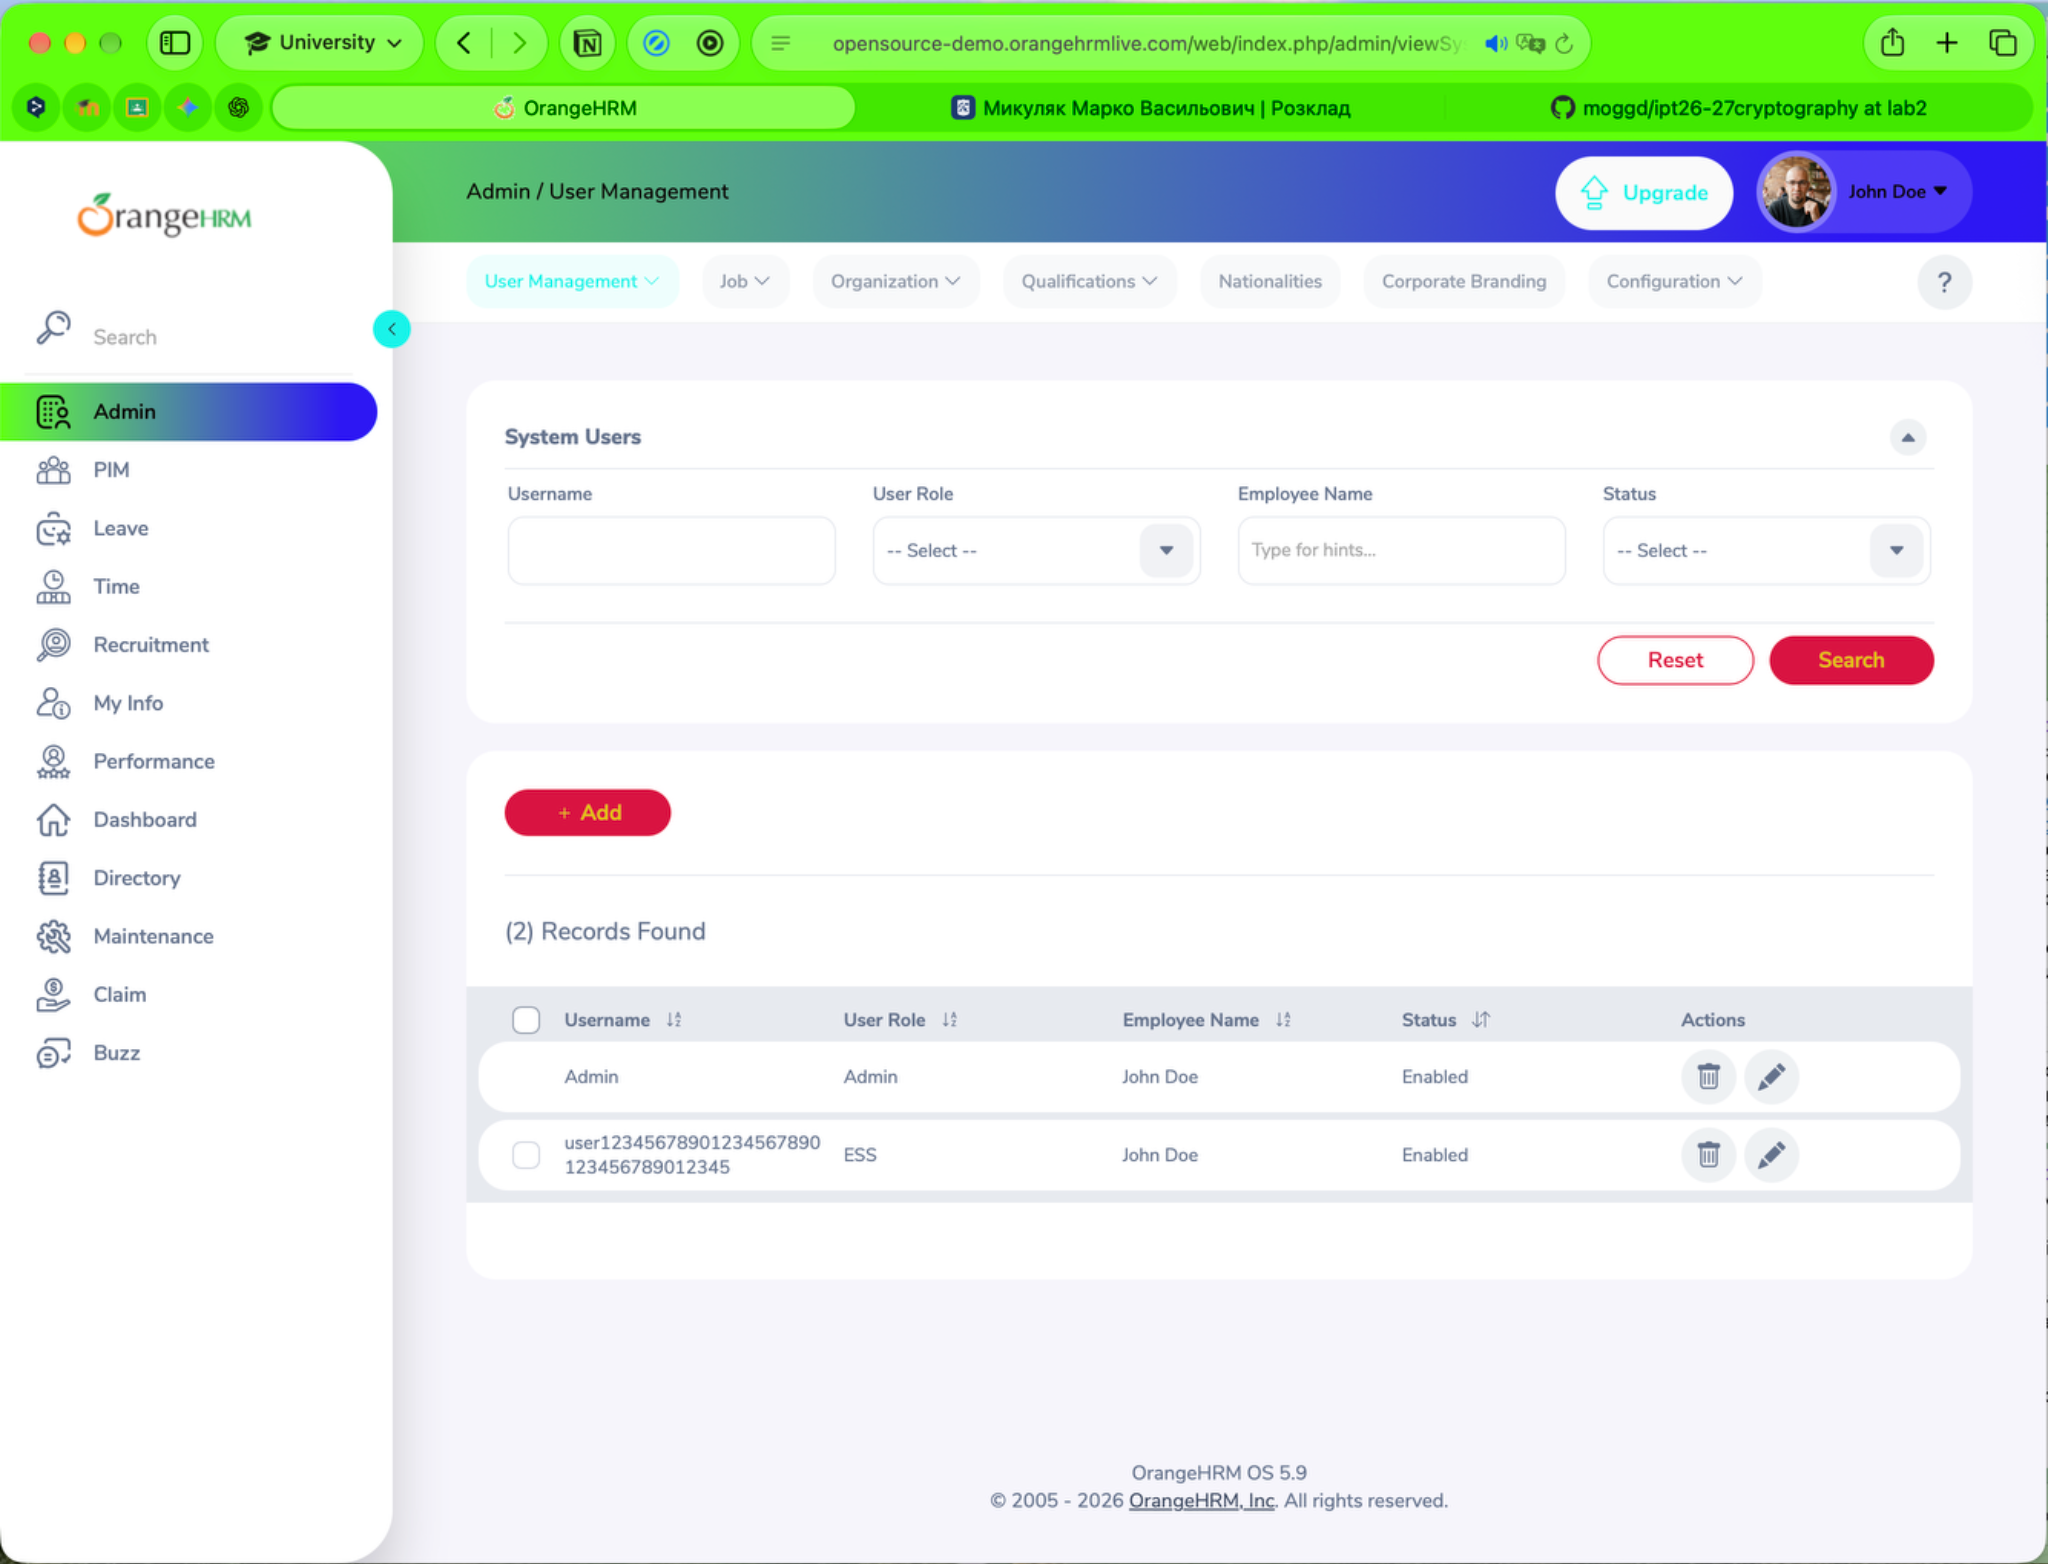 University
opensource-demo.orangehrmlive.com/web/index.php/admin/viewSy
OrangeHRM
Микуляк Марко Васильович | Розклад
moggd/ipt26-27cryptography at lab2
OrangeHRM
Admin / User Management
Upgrade
John Doe
User Management
Job
Organization
Qualifications
Nationalities
Corporate Branding
Configuration
?
Search
Admin
PIM
Leave
Time
Recruitment
My Info
Performance
Dashboard
Directory
Maintenance
Claim
Buzz
System Users
Username
User Role
Employee Name
Status
-- Select --
Type for hints...
-- Select --
Reset
Search
+ Add
(2) Records Found
Username
User Role
Employee Name
Status
Actions
Admin
Admin
John Doe
Enabled
user12345678901234567890
123456789012345
ESS
John Doe
Enabled
OrangeHRM OS 5.9
© 2005 - 2026 OrangeHRM, Inc. All rights reserved.